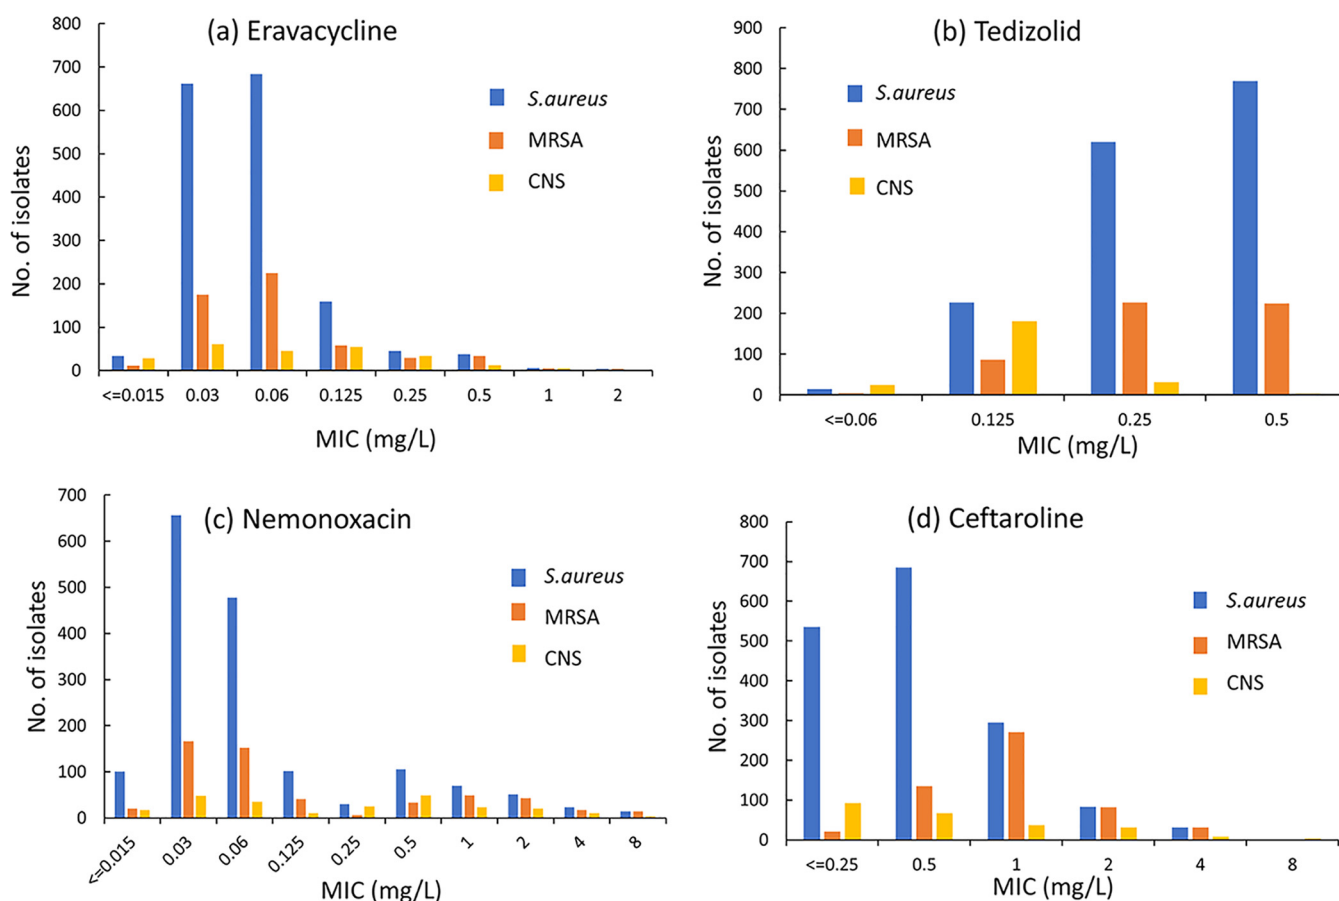 (a) Eravacycline
No. of isolates
800
700
600
500
400
300
200
100
0
S.aureus
MRSA
CNS
<=0.015 0.03 0.06 0.125 0.25 0.5 1 2
MIC (mg/L)
(b) Tedizolid
No. of isolates
900
800
700
600
500
400
300
200
100
0
S.aureus
MRSA
CNS
<=0.06 0.125 0.25 0.5
MIC (mg/L)
(c) Nemonoxacin
No. of isolates
700
600
500
400
300
200
100
0
S.aureus
MRSA
CNS
<=0.015 0.03 0.06 0.125 0.25 0.5 1 2 4 8
MIC (mg/L)
(d) Ceftaroline
No. of isolates
800
700
600
500
400
300
200
100
0
S.aureus
MRSA
CNS
<=0.25 0.5 1 2 4 8
MIC (mg/L)